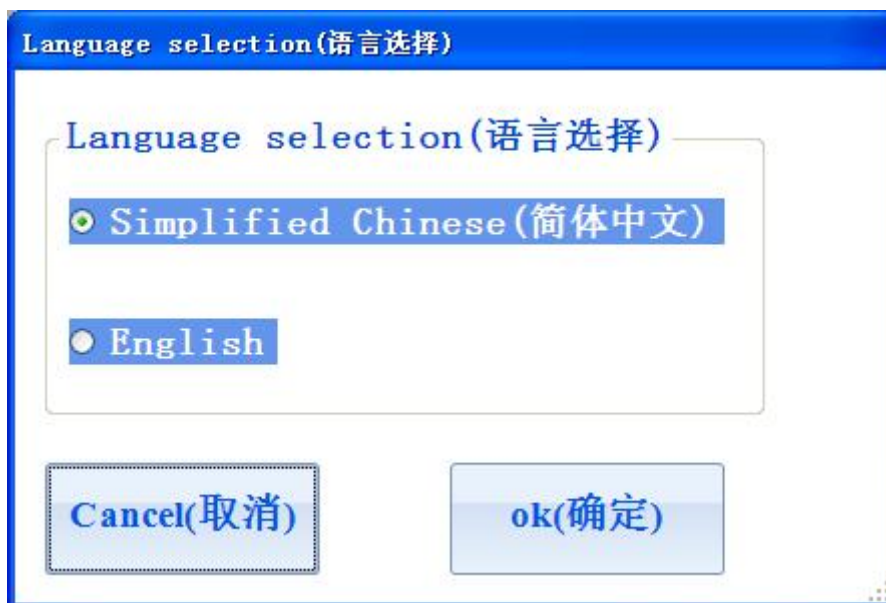 Language selection(语言选择)
Language selection(语言选择)
Simplified Chinese(简体中文)
English
Cancel(取消)
ok(确定)